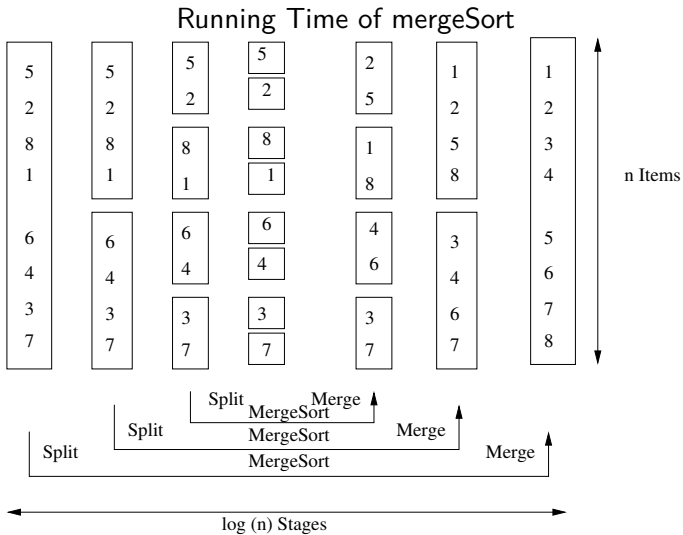 Running Time of mergeSort
5 5 5 5 2 1 1
2 2 2 2 5 2 2
8 8 8 8 1 5 3
1 1 1 1 8 8 4
n Items
6 6 6 6 4 3 5
4 4 4 4 6 4 6
3 3 3 3 3 6 7
7 7 7 7 7 7 8
Split Merge
MergeSort
Split MergeSort Merge
Split MergeSort Merge
log (n) Stages